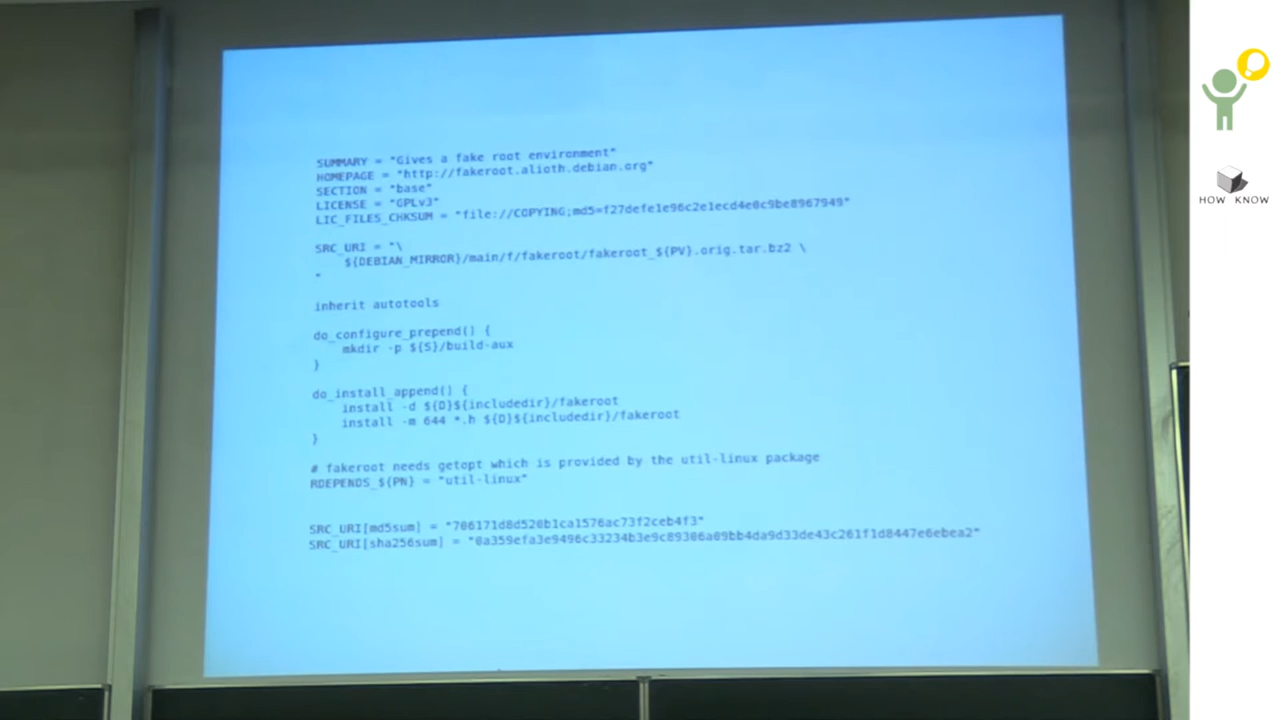 SUMMARY = "Gives a fake root environment"
HOMEPAGE = "http://fakeroot.alioth.debian.org"
SECTION = "base"
LICENSE = "GPLv3"
LIC_FILES_CHKSUM = "file://COPYING;md5=f27defe1e96c2e1ecd4e0c9be8967949"
SRC_URI = "\
${DEBIAN_MIRROR}/main/f/fakeroot/fakeroot_${PV}.orig.tar.bz2 \
"
inherit autotools
do_configure_prepend() {
mkdir -p ${S}/build-aux
}
do_install_append() {
install -d ${D}${includedir}/fakeroot
install -m 644 *.h ${D}${includedir}/fakeroot
}
# fakeroot needs getopt which is provided by the util-linux package
RDEPENDS_${PN} = "util-linux"
SRC_URI[md5sum] = "706171d8d520b1ca1576ac73f2ceb4f3"
SRC_URI[sha256sum] = "0a359efa3e9496c33234b3e9c89306a09bb4da9d33de43c261f1d8447e6ebea2"
HOW KNOW